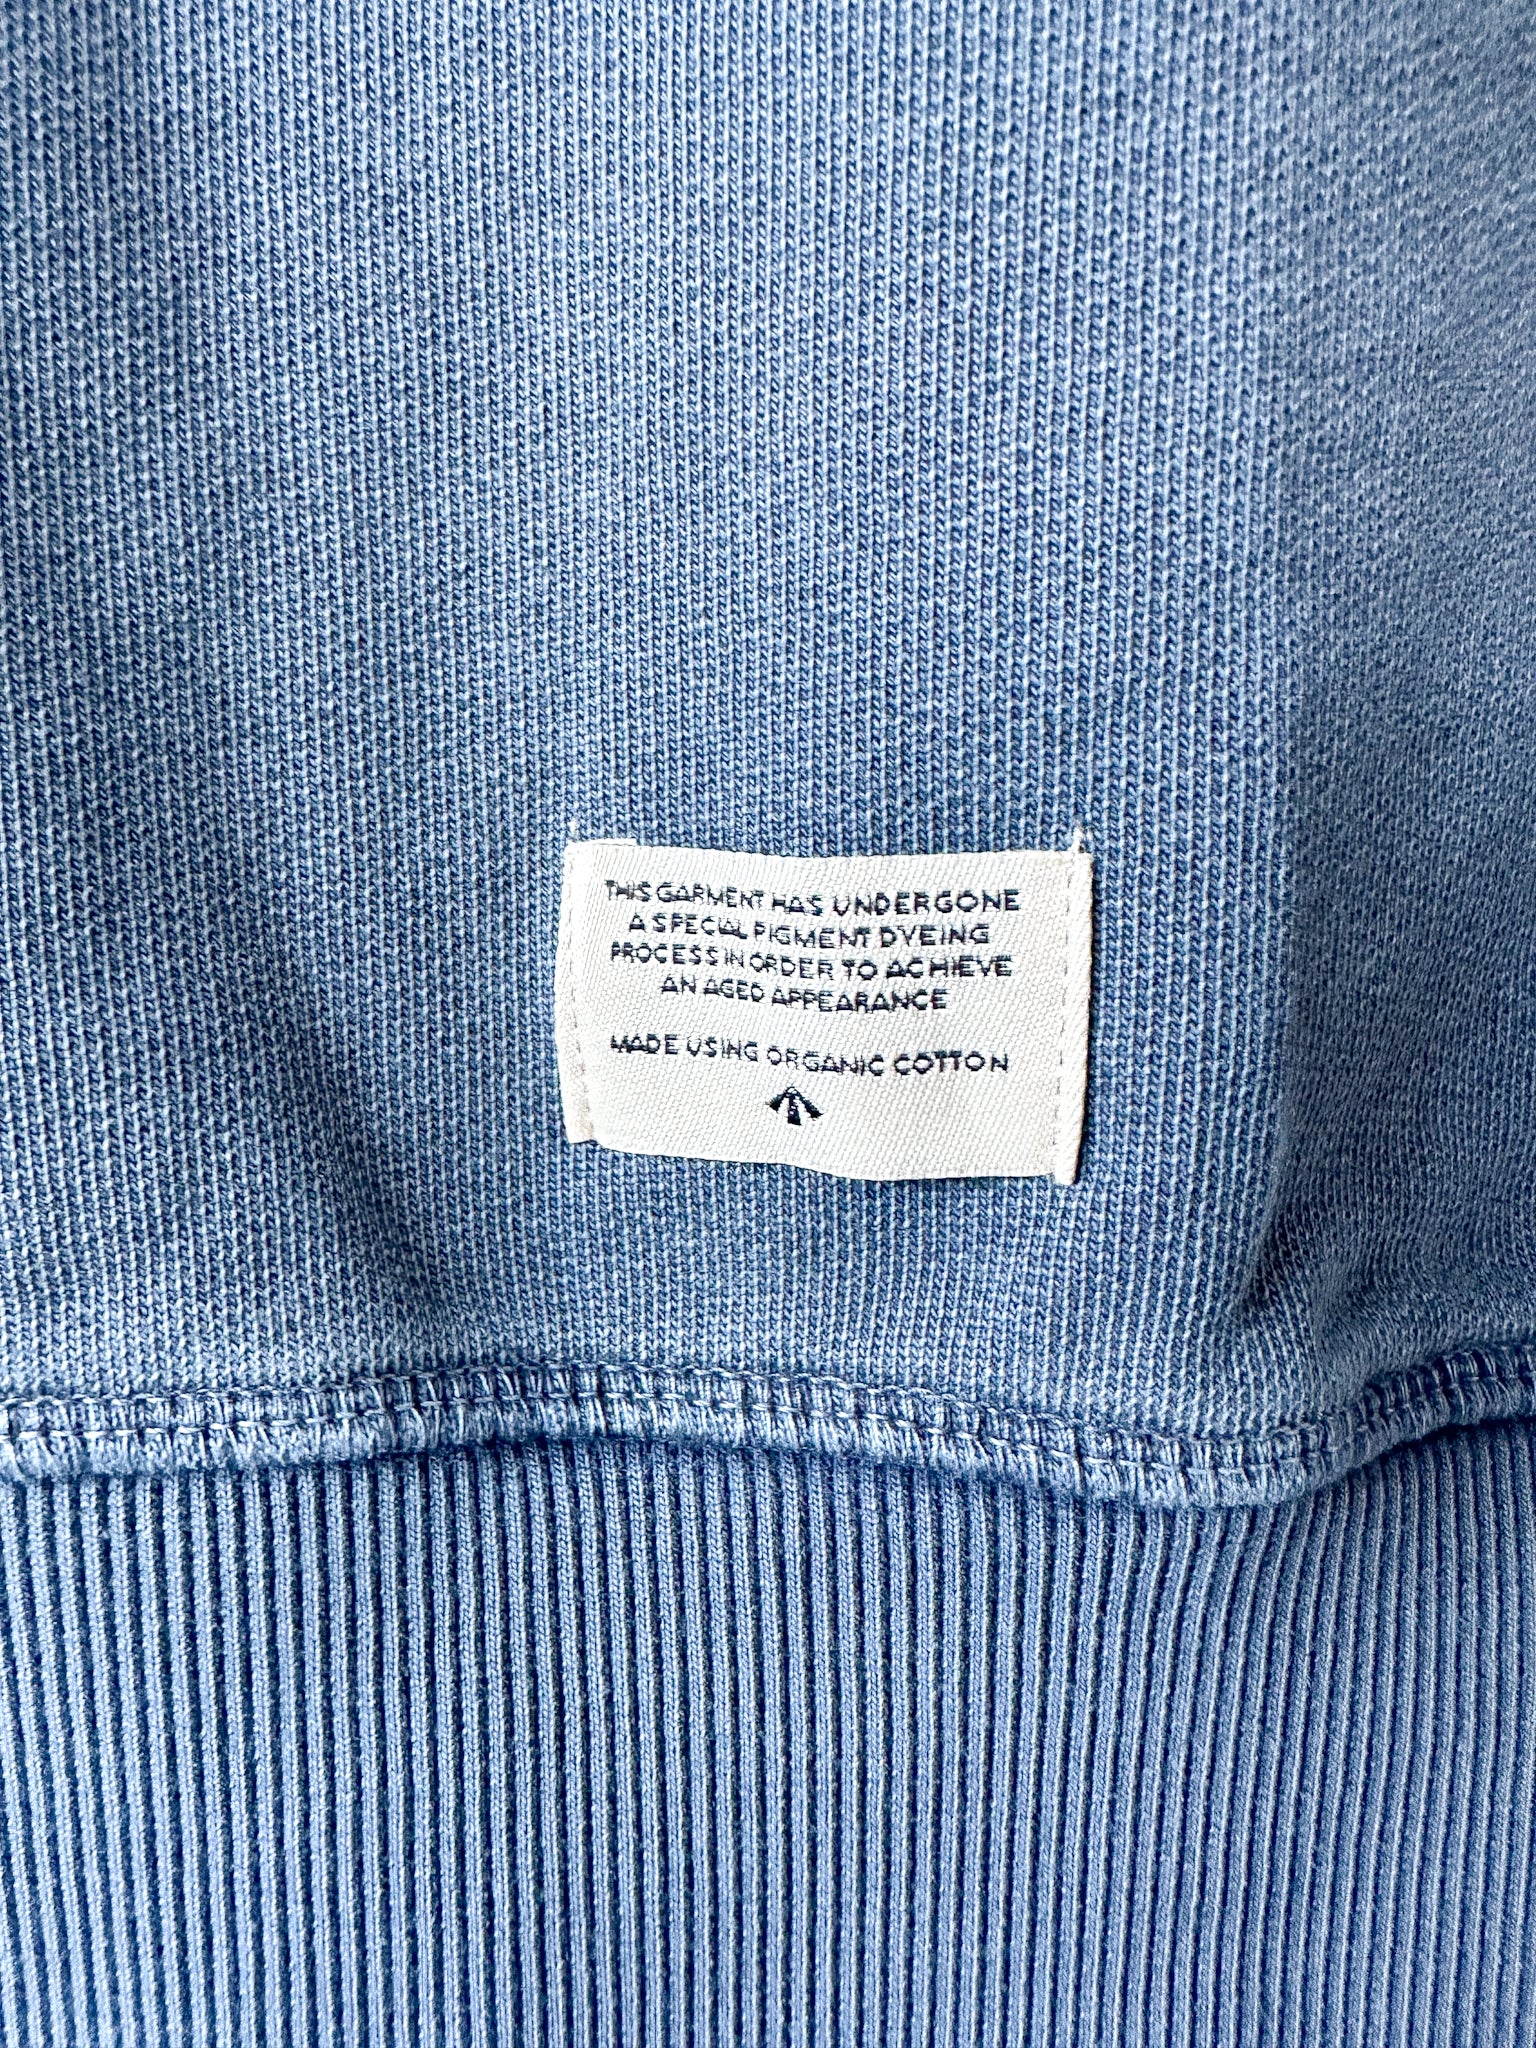 THIS GARMENT HAS UNDERGONE
A SPECIAL PIGMENT DYEING
PROCESS IN ORDER TO ACHIEVE
AN AGED APPEARANCE
MADE USING ORGANIC COTTON